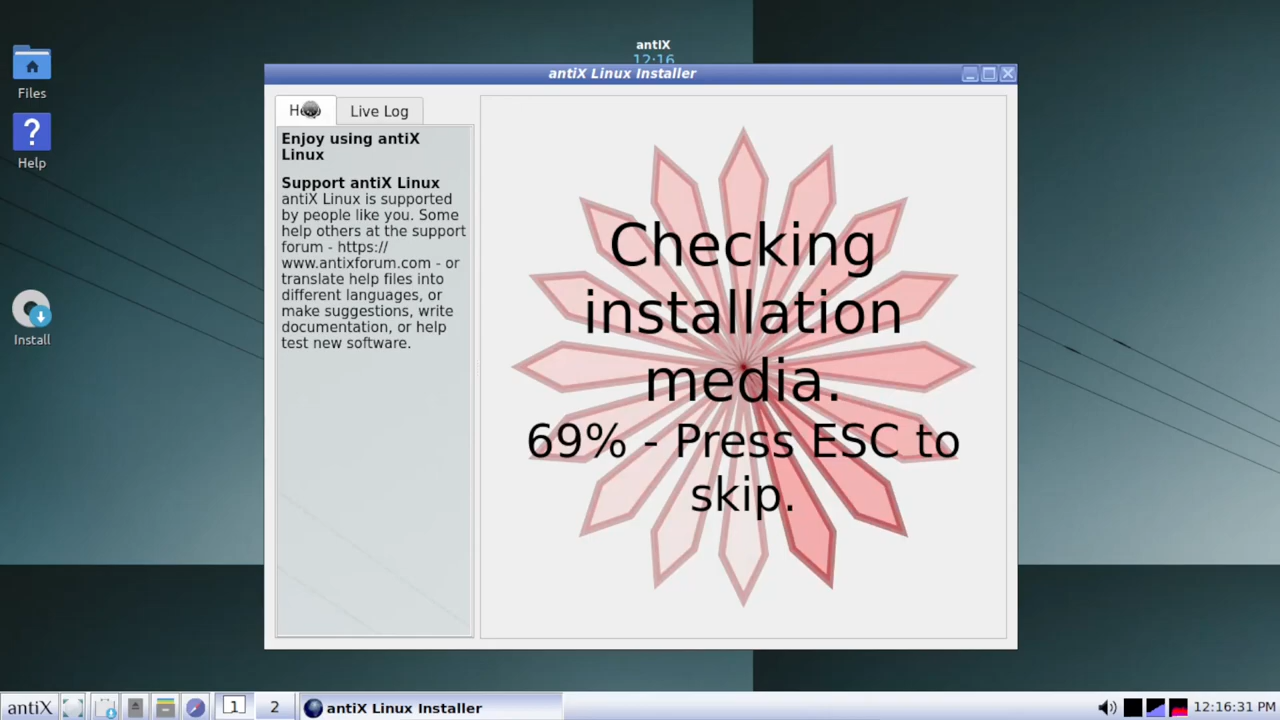 antiX
12:16
antiX Linux Installer
Files
Help
Install
Live Log
Enjoy using antiX
Linux
Support antiX Linux
antiX Linux is supported
by people like you. Some
help others at the support
forum - https://
www.antixforum.com - or
translate help files into
different languages, or
make suggestions, write
documentation, or help
test new software.
Checking
installation
media.
69% - Press ESC to
skip.
antiX
1
2
antiX Linux Installer
12:16:31 PM